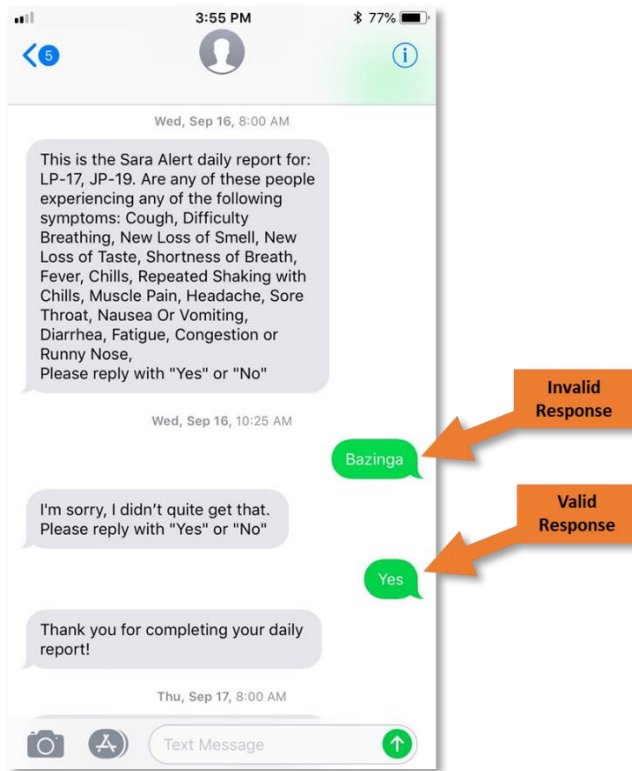 3:55 PM
77%
5
Wed, Sep 16, 8:00 AM
This is the Sara Alert daily report for:
LP-17, JP-19. Are any of these people
experiencing any of the following
symptoms: Cough, Difficulty
Breathing, New Loss of Smell, New
Loss of Taste, Shortness of Breath,
Fever, Chills, Repeated Shaking with
Chills, Muscle Pain, Headache, Sore
Throat, Nausea Or Vomiting,
Diarrhea, Fatigue, Congestion or
Runny Nose,
Please reply with "Yes" or "No"
Wed, Sep 16, 10:25 AM
Invalid
Response
Bazinga
I'm sorry, I didn’t quite get that.
Please reply with "Yes" or "No"
Valid
Response
Yes
Thank you for completing your daily
report!
Thu, Sep 17, 8:00 AM
Text Message